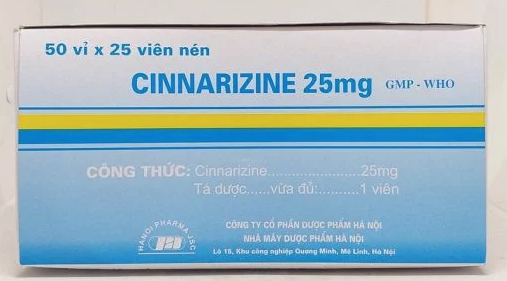 50 vỉ x 25 viên nén
CINNARIZINE 25mg GMP - WHO
CÔNG THỨC: Cinnarizine.......................25mg
Tá dược......vừa đủ:..........1 viên
HANDI PHARMA JSC
CÔNG TY CỔ PHẦN DƯỢC PHẨM HÀ NỘI
NHÀ MÁY DƯỢC PHẨM HÀ NỘI
Lô 15, Khu công nghiệp Quang Minh, Mê Linh, Hà Nội